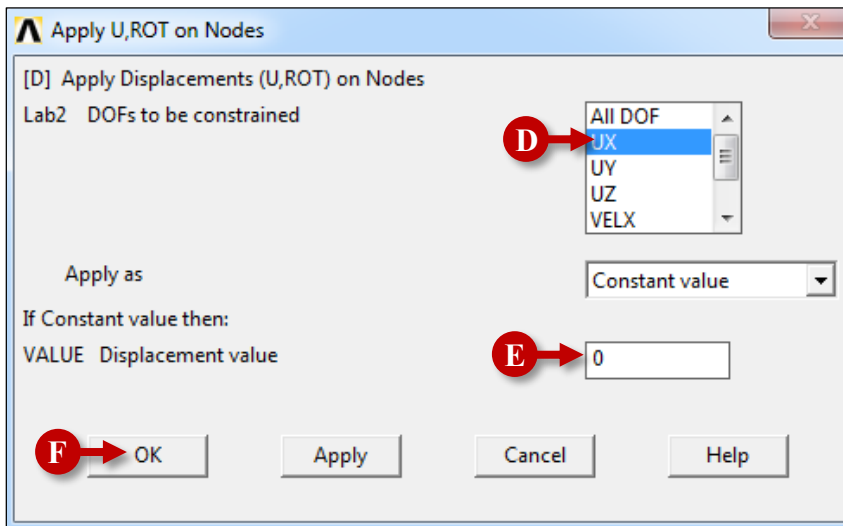 Apply U,ROT on Nodes
[D] Apply Displacements (U,ROT) on Nodes
Lab2 DOFs to be constrained
All DOF
D
UX
UY
UZ
VELX
Apply as
Constant value
If Constant value then:
VALUE Displacement value
E
0
F
OK
Apply
Cancel
Help